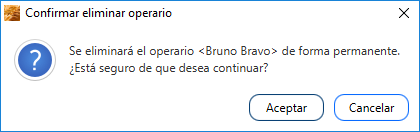 Confirmar eliminar operario
Se eliminará el operario <Bruno Bravo> de forma permanente.
¿Está seguro de que desea continuar?
Aceptar
Cancelar